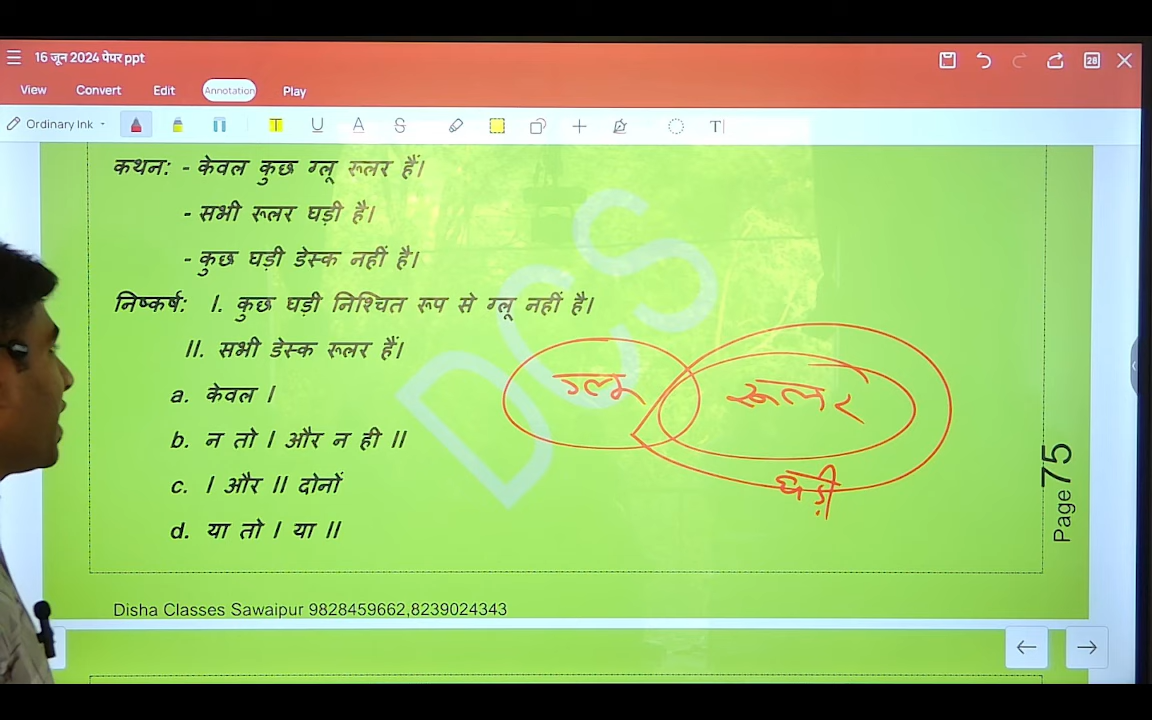 16 जून 2024 पेपर ppt
28
View Convert Edit Annotation Play
Ordinary Ink T U A S T
कथन: - केवल कुछ ग्लू रूलर हैं।
- सभी रूलर घड़ी है।
- कुछ घड़ी डेस्क नहीं है।
निष्कर्ष: I. कुछ घड़ी निश्चित रूप से ग्लू नहीं है।
II. सभी डेस्क रूलर हैं।
a. केवल I
b. न तो I और न ही II
c. I और II दोनों
d. या तो I या II
ग्लू रूलर
घड़ी
DCS
Page 75
Disha Classes Sawaipur 9828459662,8239024343